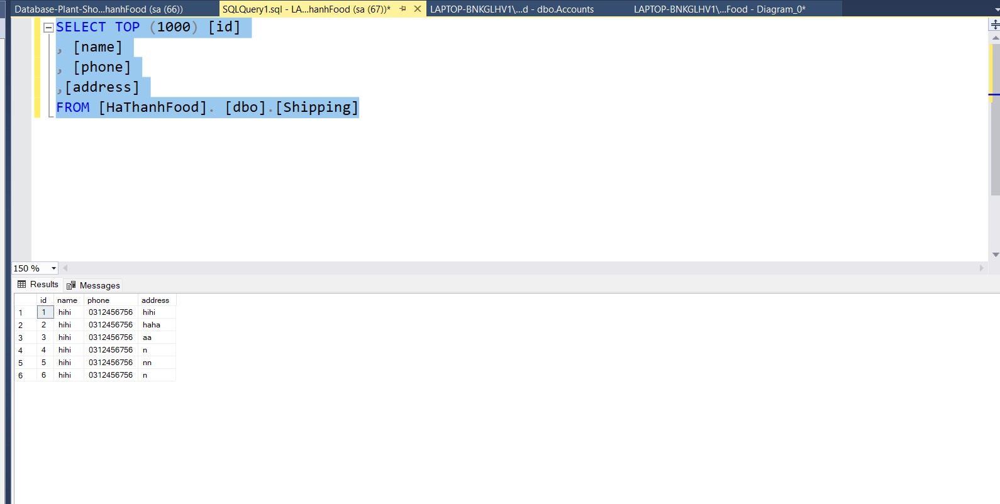 Database-Plant-Sho...hanhFood (sa (66))
SQLQuery1.sql - LA...hanhFood (sa (67))*
LAPTOP-BNKGLHV1\...d - dbo.Accounts
LAPTOP-BNKGLHV1\...Food - Diagram_0*
SELECT TOP (1000) [id]
, [name]
, [phone]
,[address]
FROM [HaThanhFood]. [dbo].[Shipping]
150 %
Results Messages
id name phone address
1 1 hihi 0312456756 hihi
2 2 hihi 0312456756 haha
3 3 hihi 0312456756 aa
4 4 hihi 0312456756 n
5 5 hihi 0312456756 nn
6 6 hihi 0312456756 n